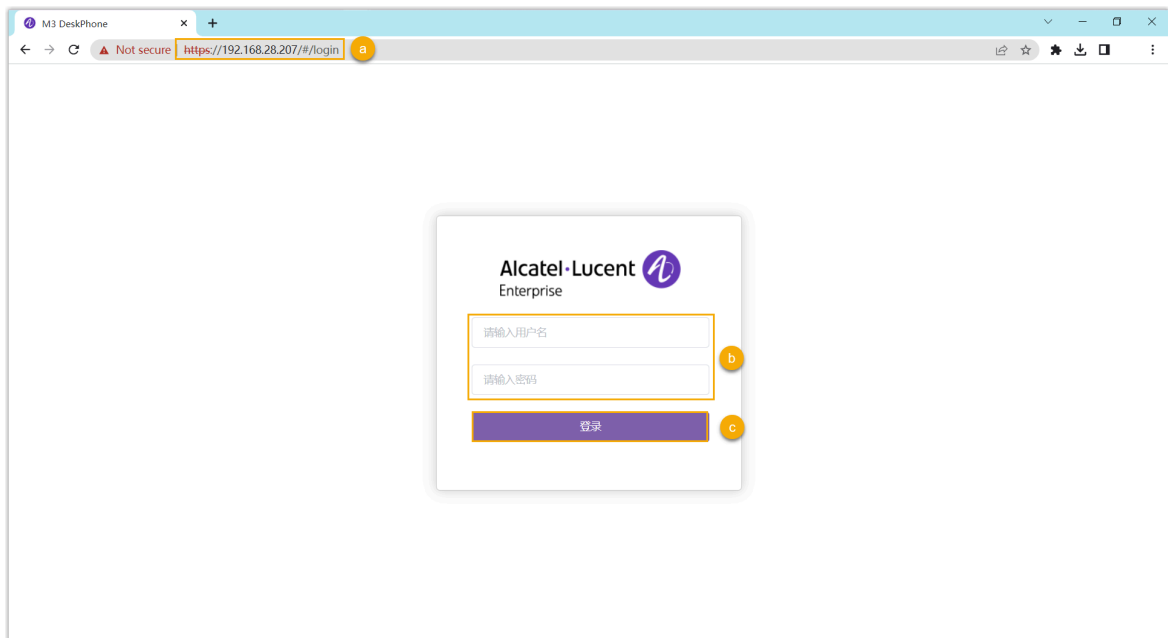 M3 DeskPhone
Not secure https://192.168.28.207/#/login a
Alcatel·Lucent
Enterprise
请输入用户名
b
请输入密码
登录 c